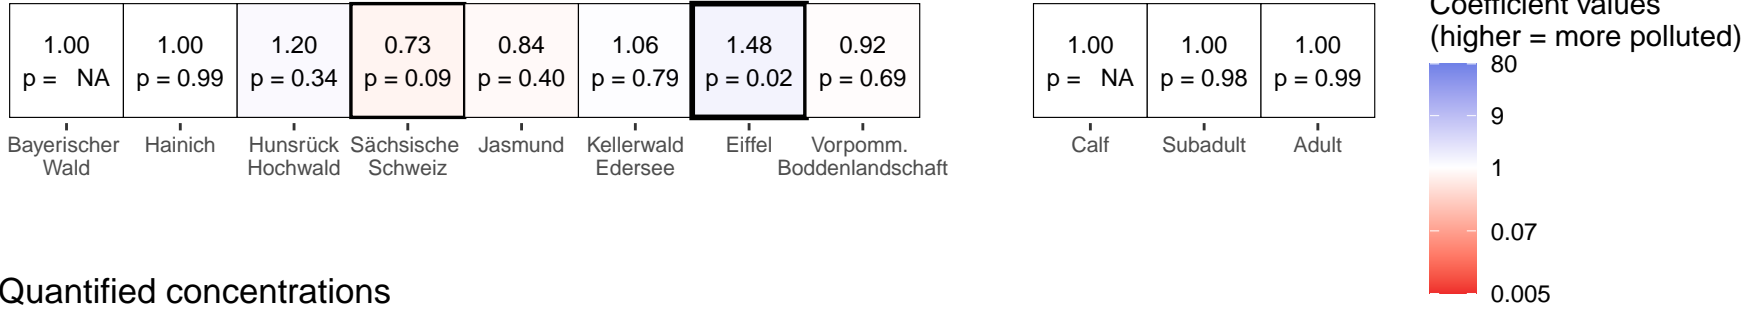 Coefficient values
(higher = more polluted)
80
9
1
0.07
0.005
1.00 1.00 1.20 0.73 0.84 1.06 1.48 0.92
p = NA p = 0.99 p = 0.34 p = 0.09 p = 0.40 p = 0.79 p = 0.02 p = 0.69
Bayerischer Hainich Hunsrück Sächsische Jasmund Kellerwald Eiffel Vorpomm.
Wald Hochwald Schweiz Edersee Boddenlandschaft
1.00 1.00 1.00
p = NA p = 0.98 p = 0.99
Calf Subadult Adult
Quantified concentrations